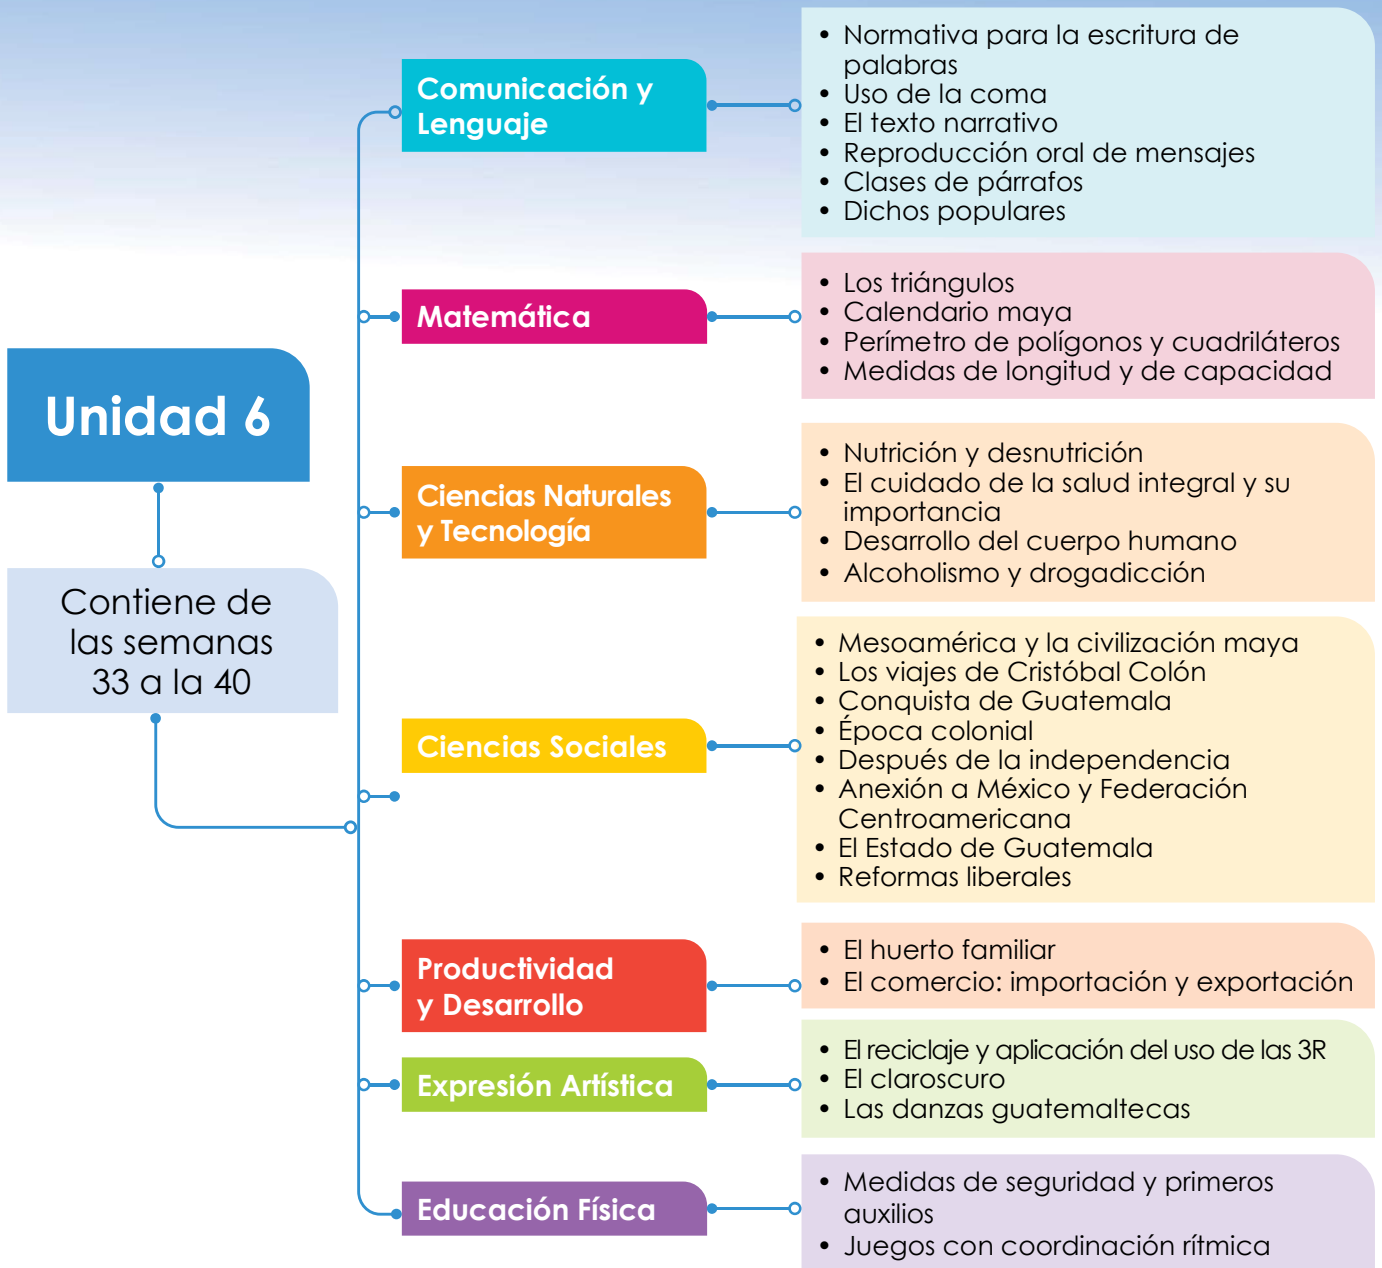 Unidad 6
Contiene de
las semanas
33 a la 40
Comunicación y
Lenguaje
• Normativa para la escritura de
palabras
• Uso de la coma
• El texto narrativo
• Reproducción oral de mensajes
• Clases de párrafos
• Dichos populares
Matemática
• Los triángulos
• Calendario maya
• Perímetro de polígonos y cuadriláteros
• Medidas de longitud y de capacidad
Ciencias Naturales
y Tecnología
• Nutrición y desnutrición
• El cuidado de la salud integral y su
importancia
• Desarrollo del cuerpo humano
• Alcoholismo y drogadicción
Ciencias Sociales
• Mesoamérica y la civilización maya
• Los viajes de Cristóbal Colón
• Conquista de Guatemala
• Época colonial
• Después de la independencia
• Anexión a México y Federación
Centroamericana
• El Estado de Guatemala
• Reformas liberales
Productividad
y Desarrollo
• El huerto familiar
• El comercio: importación y exportación
Expresión Artística
• El reciclaje y aplicación del uso de las 3R
• El claroscuro
• Las danzas guatemaltecas
Educación Física
• Medidas de seguridad y primeros
auxilios
• Juegos con coordinación rítmica